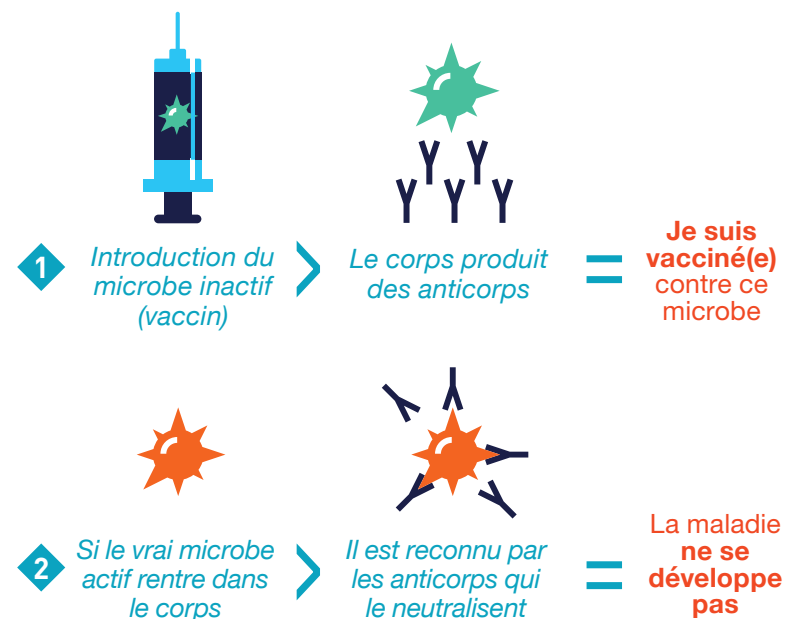 1
Introduction du
microbe inactif
(vaccin)
>
Le corps produit
des anticorps
=
Je suis
vacciné(e)
contre ce
microbe
2
Si le vrai microbe
actif rentre dans
le corps
>
Il est reconnu par
les anticorps qui
le neutralisent
=
La maladie
ne se
développe
pas